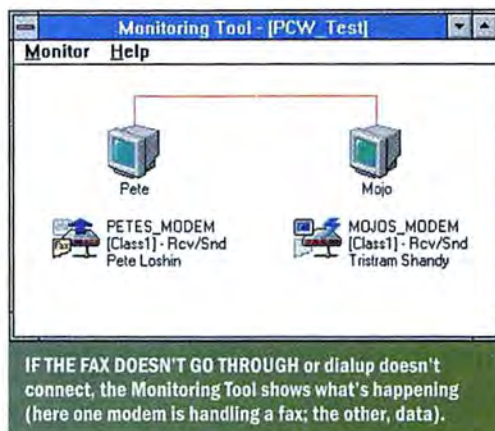 Monitoring Tool - [PCW_Test]
Monitor Help
Pete
Mojo
PETES_MODEM
[Class1] - Rcv/Snd
Pete Loshin
MOJOS_MODEM
[Class1] - Rcv/Snd
Tristram Shandy
Fax
IF THE FAX DOESN'T GO THROUGH or dialup doesn't
connect, the Monitoring Tool shows what's happening
(here one modem is handling a fax; the other, data).